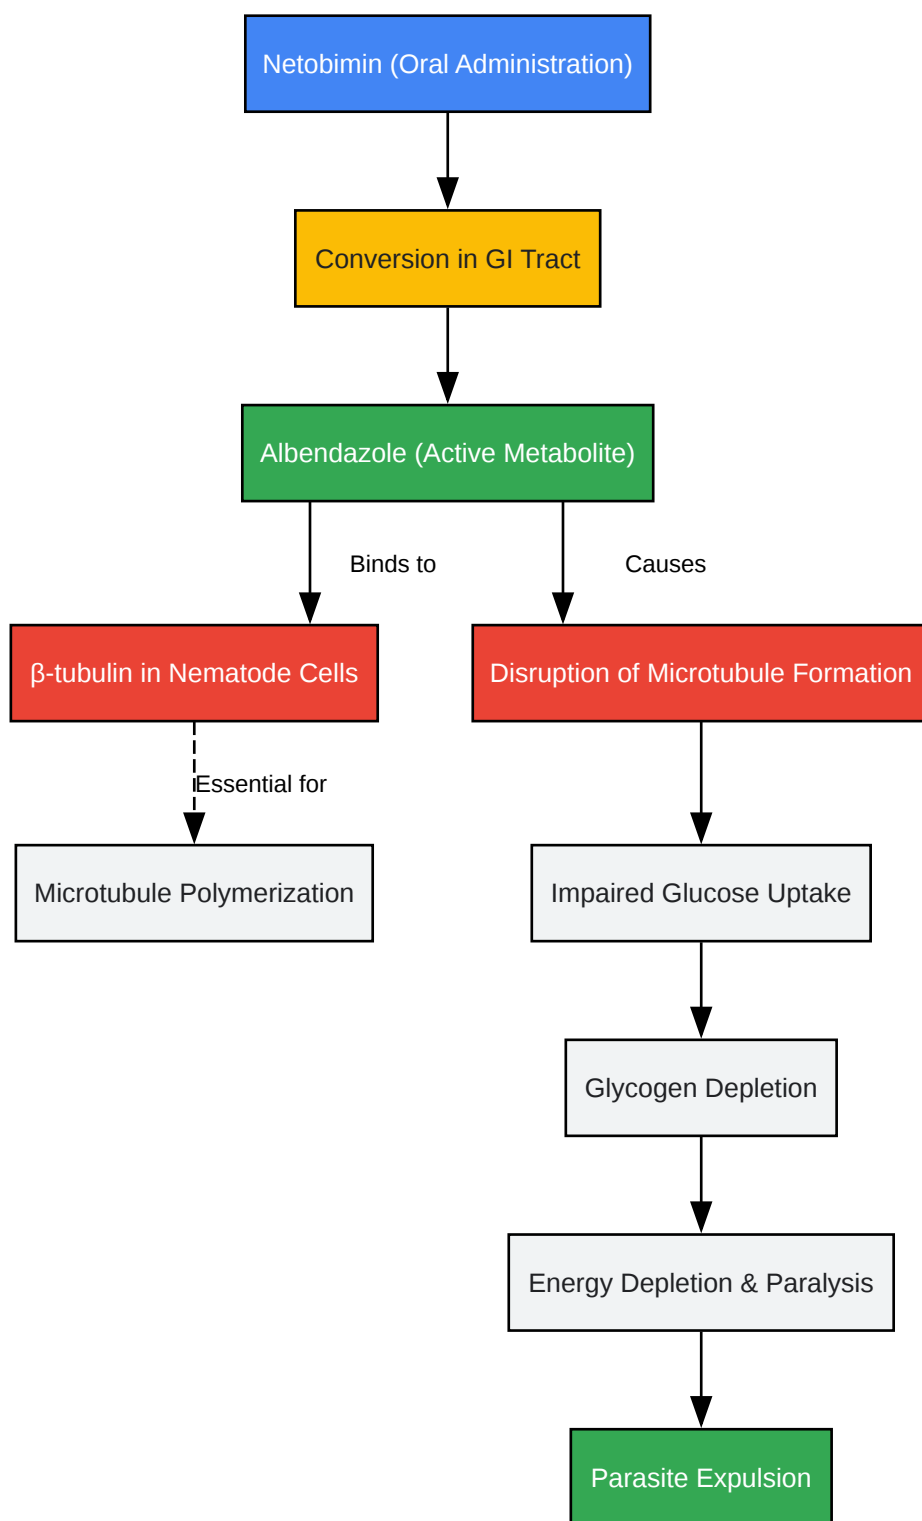 Netobimin (Oral Administration)
Conversion in GI Tract
Albendazole (Active Metabolite)
Binds to
Causes
β-tubulin in Nematode Cells
Disruption of Microtubule Formation
Essential for
Microtubule Polymerization
Impaired Glucose Uptake
Glycogen Depletion
Energy Depletion & Paralysis
Parasite Expulsion